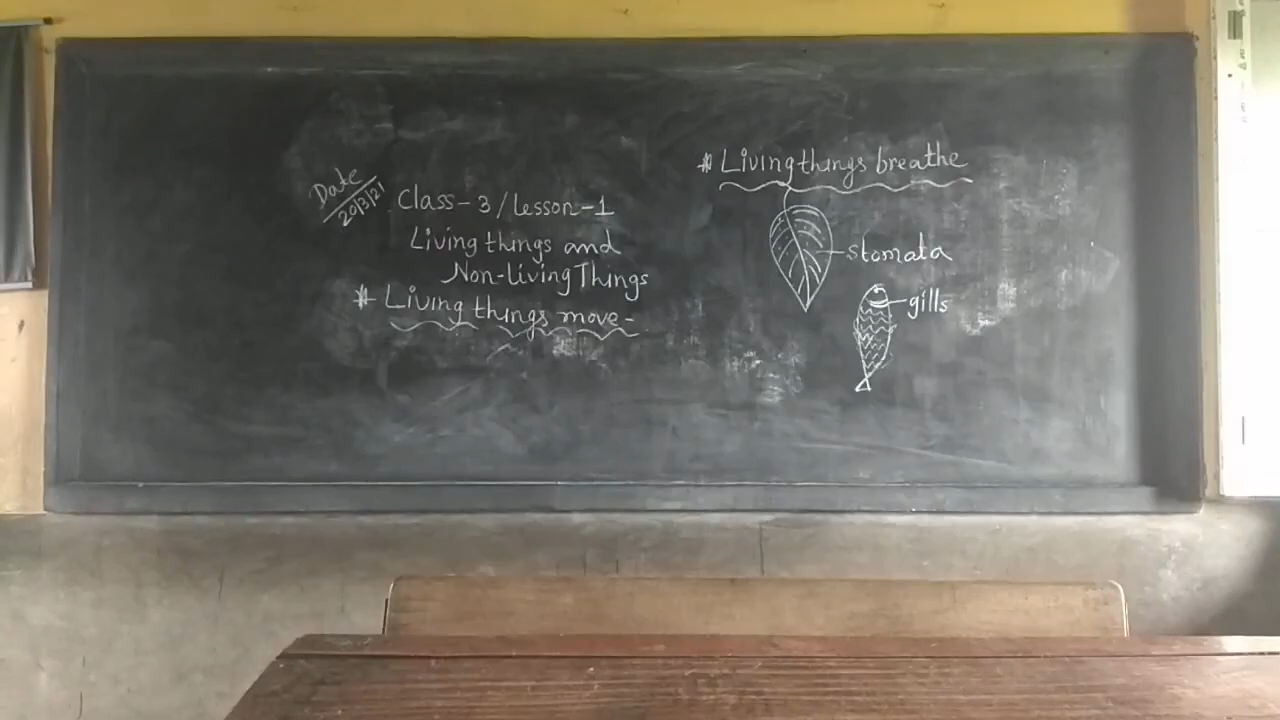 Date
20/3/21
Class-3/Lesson-1
Living things and
Non-Living Things
# Living things move-
# Living things breathe
stomata
gills